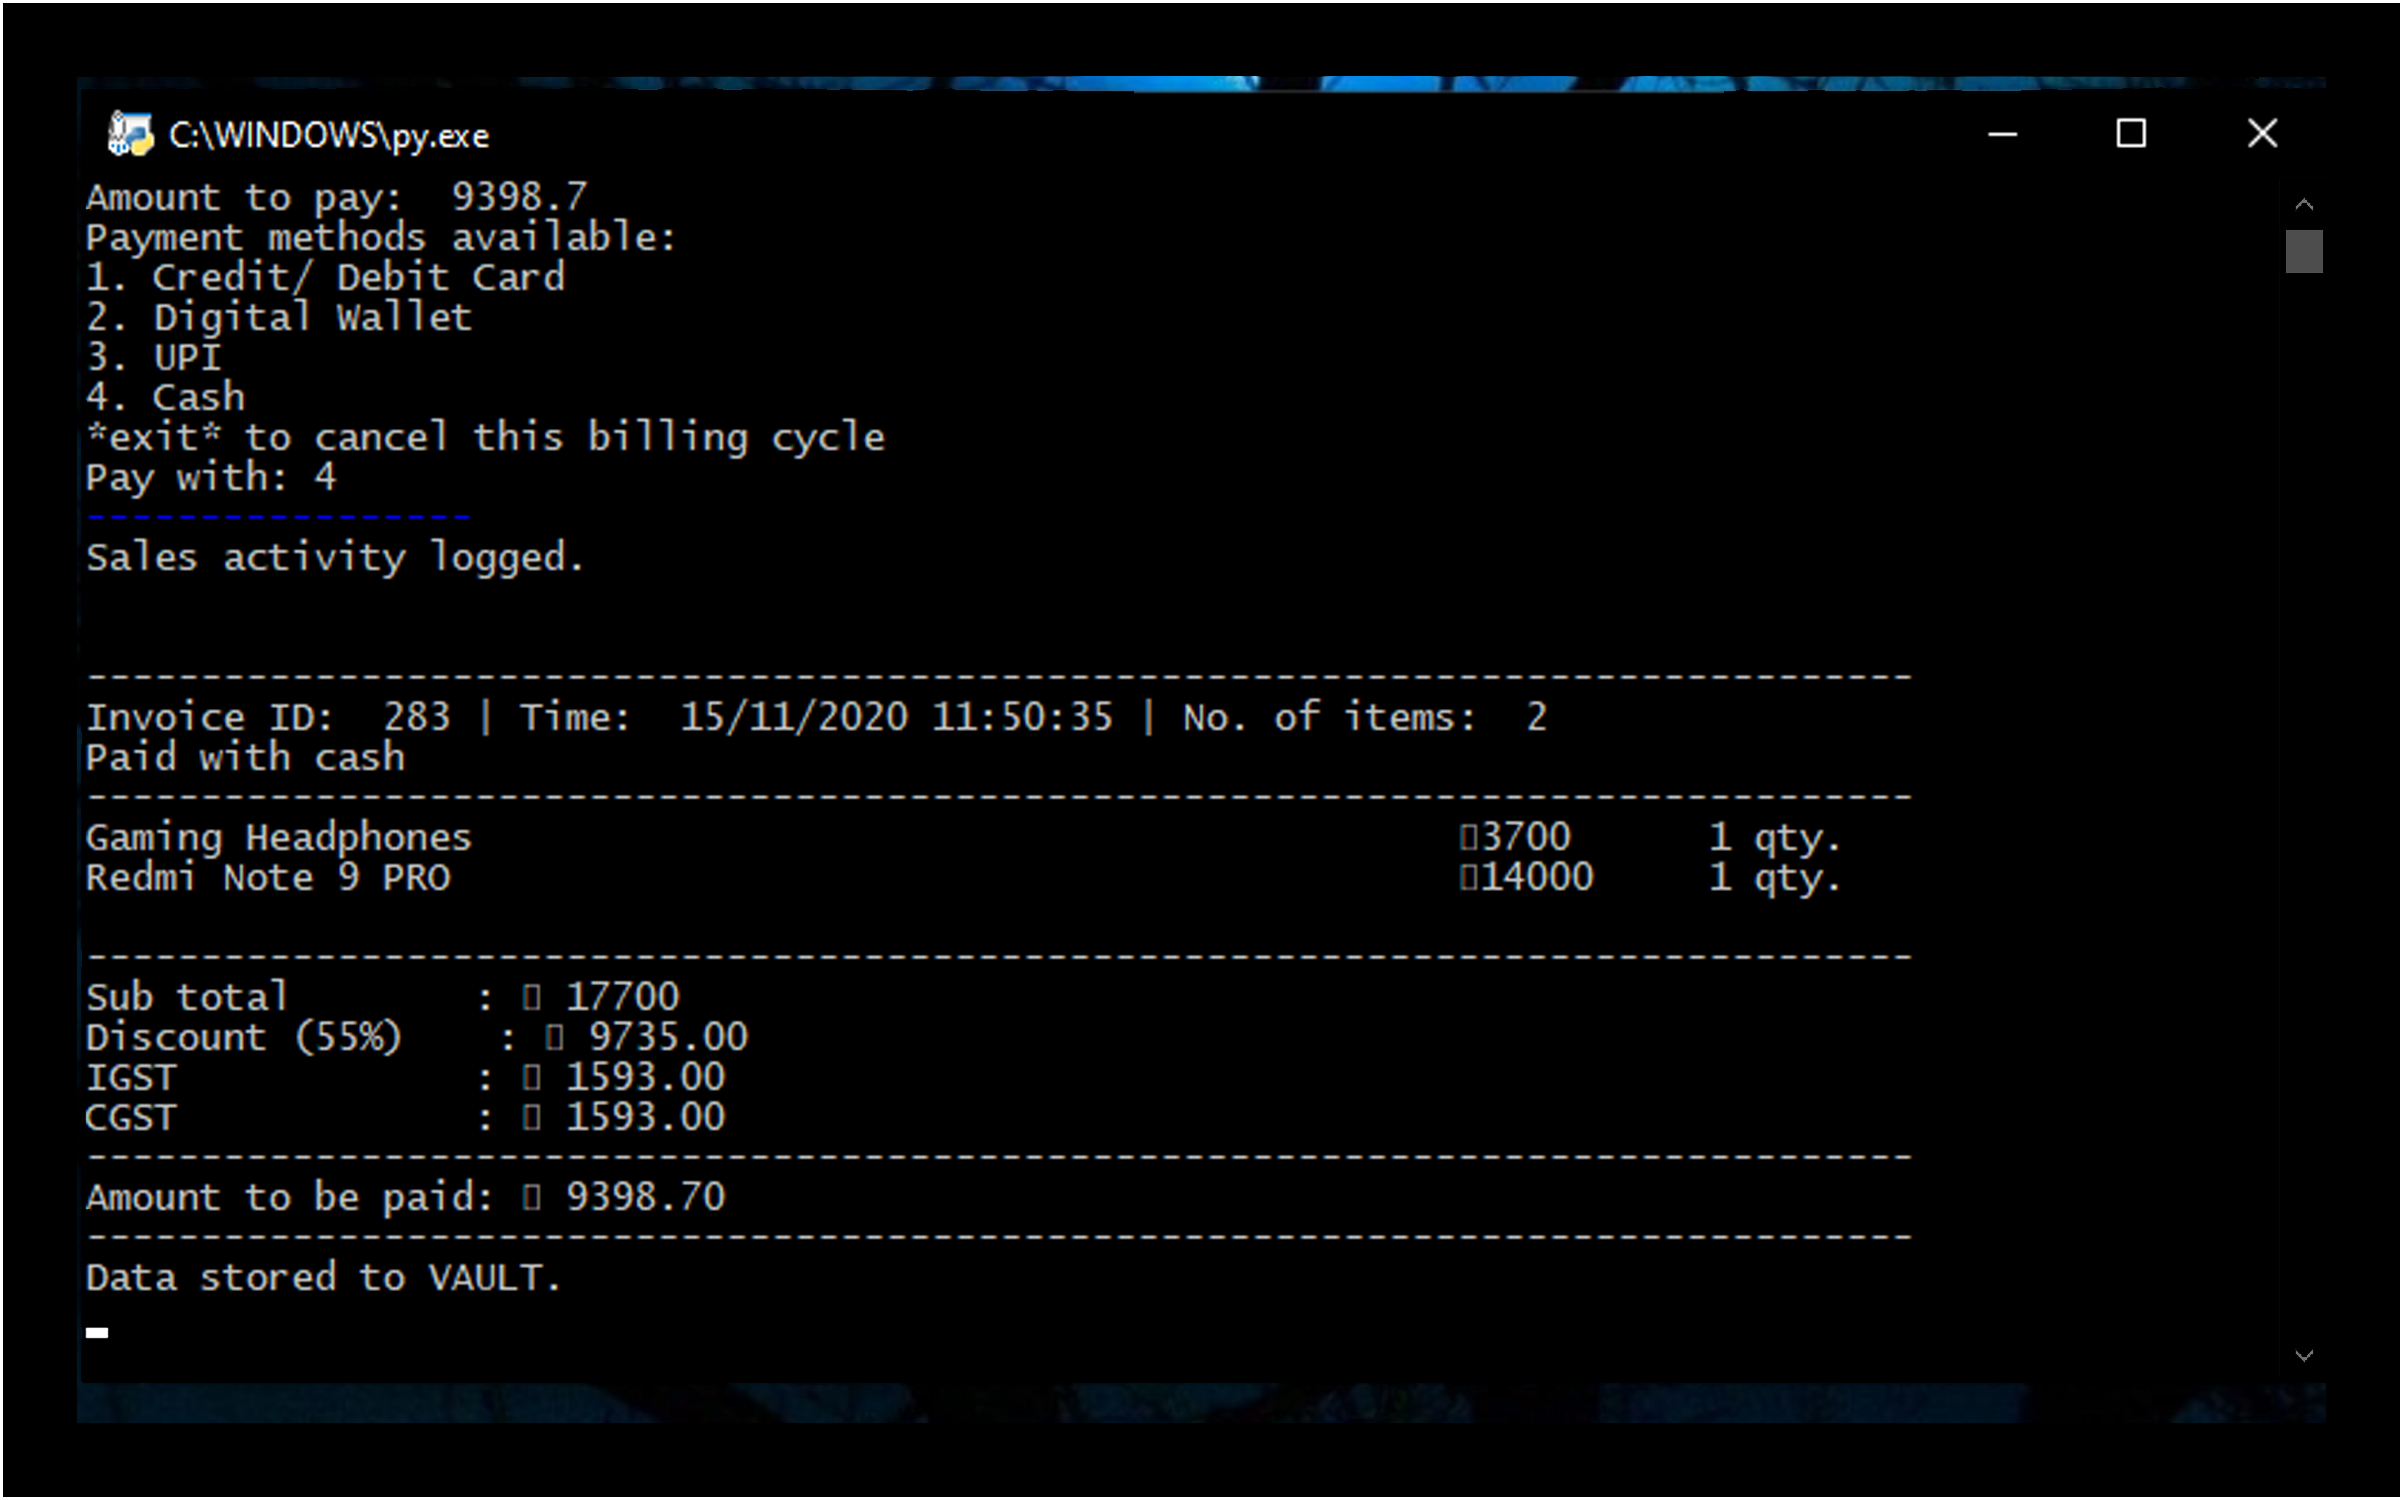 C:\WINDOWS\py.exe
Amount to pay:  9398.7
Payment methods available:
1. Credit/ Debit Card
2. Digital Wallet
3. UPI
4. Cash
*exit* to cancel this billing cycle
Pay with: 4
-----------------
Sales activity logged.
--------------------------------------------------------------------------------
Invoice ID:  283 | Time:  15/11/2020 11:50:35 | No. of items:  2
Paid with cash
--------------------------------------------------------------------------------
Gaming Headphones                                           ▯3700      1 qty.
Redmi Note 9 PRO                                            ▯14000     1 qty.
--------------------------------------------------------------------------------
Sub total        : ▯ 17700
Discount (55%)    : ▯ 9735.00
IGST             : ▯ 1593.00
CGST             : ▯ 1593.00
--------------------------------------------------------------------------------
Amount to be paid: ▯ 9398.70
--------------------------------------------------------------------------------
Data stored to VAULT.